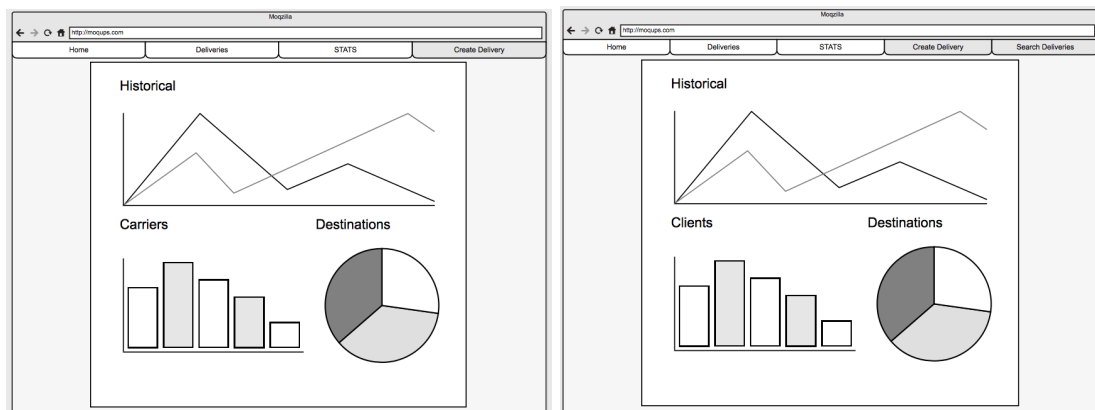 Moqzilla
http://moqups.com
Home Deliveries STATS Create Delivery
Historical
Carriers Destinations
Moqzilla
http://moqups.com
Home Deliveries STATS Create Delivery Search Deliveries
Historical
Clients Destinations